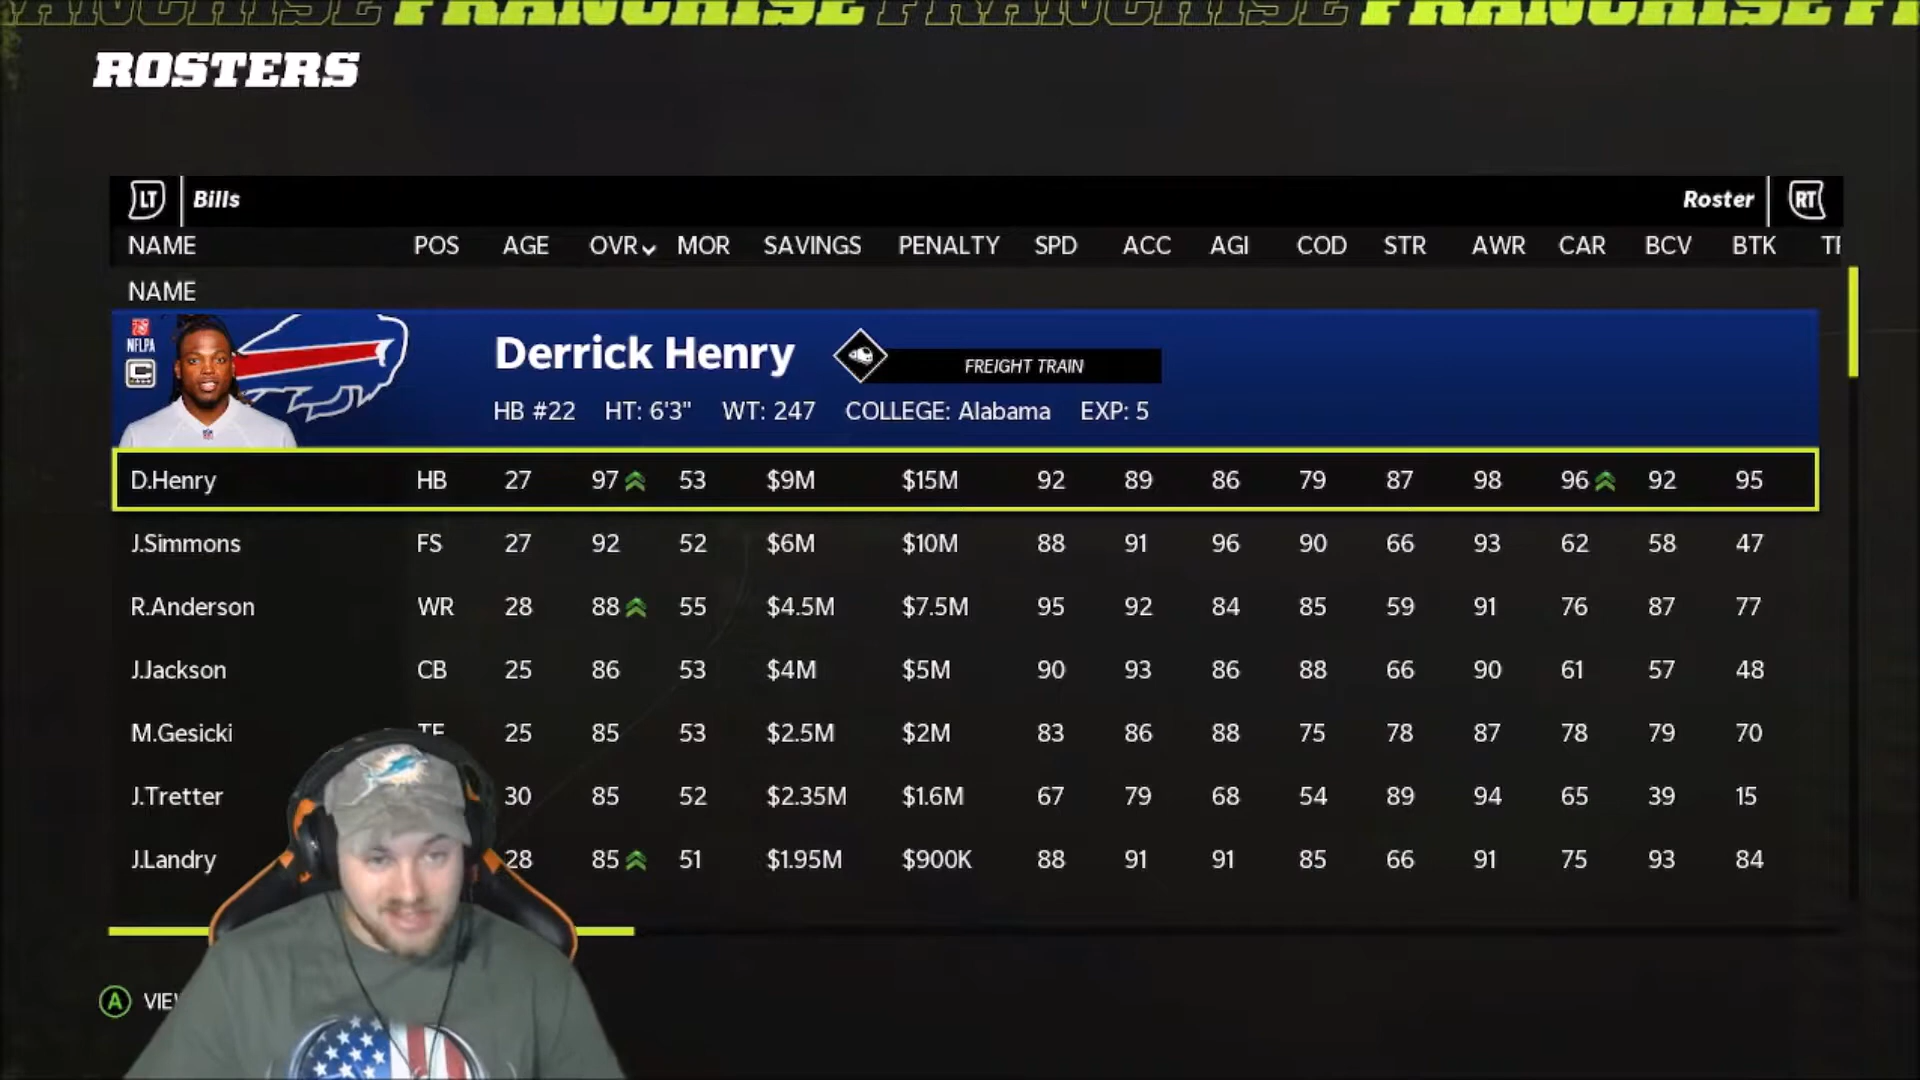 FRANCHISE FRANCHISE FRANCHISE FRANCHISE
ROSTERS
LT Bills Roster RT
NAME POS AGE OVR MOR SAVINGS PENALTY SPD ACC AGI COD STR AWR CAR BCV BTK
NAME
NFLPA
C
Derrick Henry FREIGHT TRAIN
HB #22 HT: 6'3" WT: 247 COLLEGE: Alabama EXP: 5
D.Henry HB 27 97 53 $9M $15M 92 89 86 79 87 98 96 92 95
J.Simmons FS 27 92 52 $6M $10M 88 91 96 90 66 93 62 58 47
R.Anderson WR 28 88 55 $4.5M $7.5M 95 92 84 85 59 91 76 87 77
J.Jackson CB 25 86 53 $4M $5M 90 93 86 88 66 90 61 57 48
M.Gesicki TE 25 85 53 $2.5M $2M 83 86 88 75 78 87 78 79 70
J.Tretter 30 85 52 $2.35M $1.6M 67 79 68 54 89 94 65 39 15
J.Landry 28 85 51 $1.95M $900K 88 91 91 85 66 91 75 93 84
A